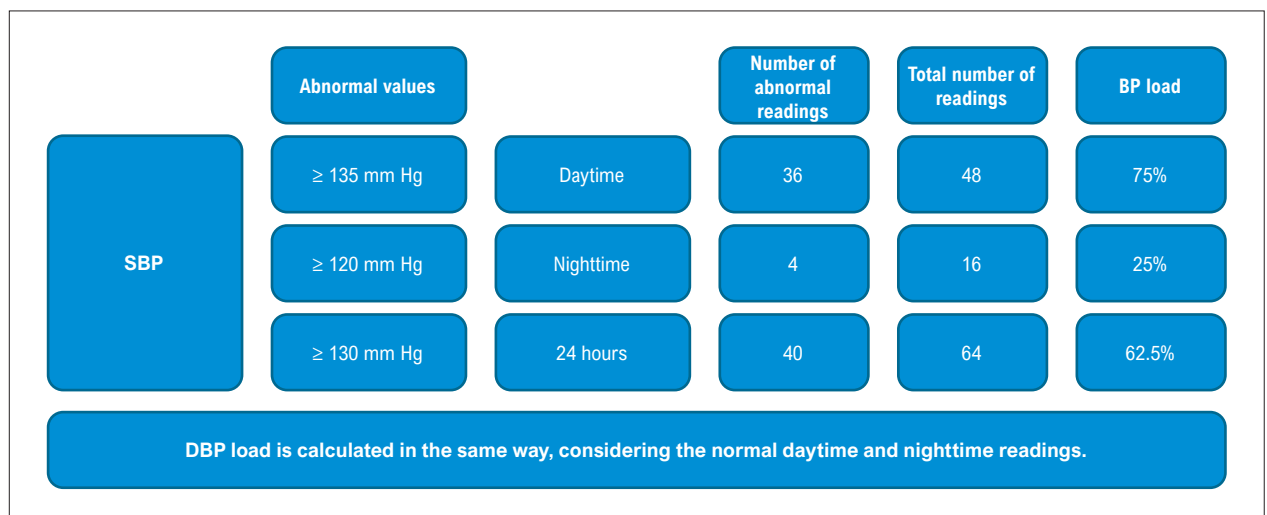 Abnormal values
Number of
abnormal
readings
Total number of
readings
BP load
SBP
≥ 135 mm Hg
Daytime
36
48
75%
≥ 120 mm Hg
Nighttime
4
16
25%
≥ 130 mm Hg
24 hours
40
64
62.5%
DBP load is calculated in the same way, considering the normal daytime and nighttime readings.